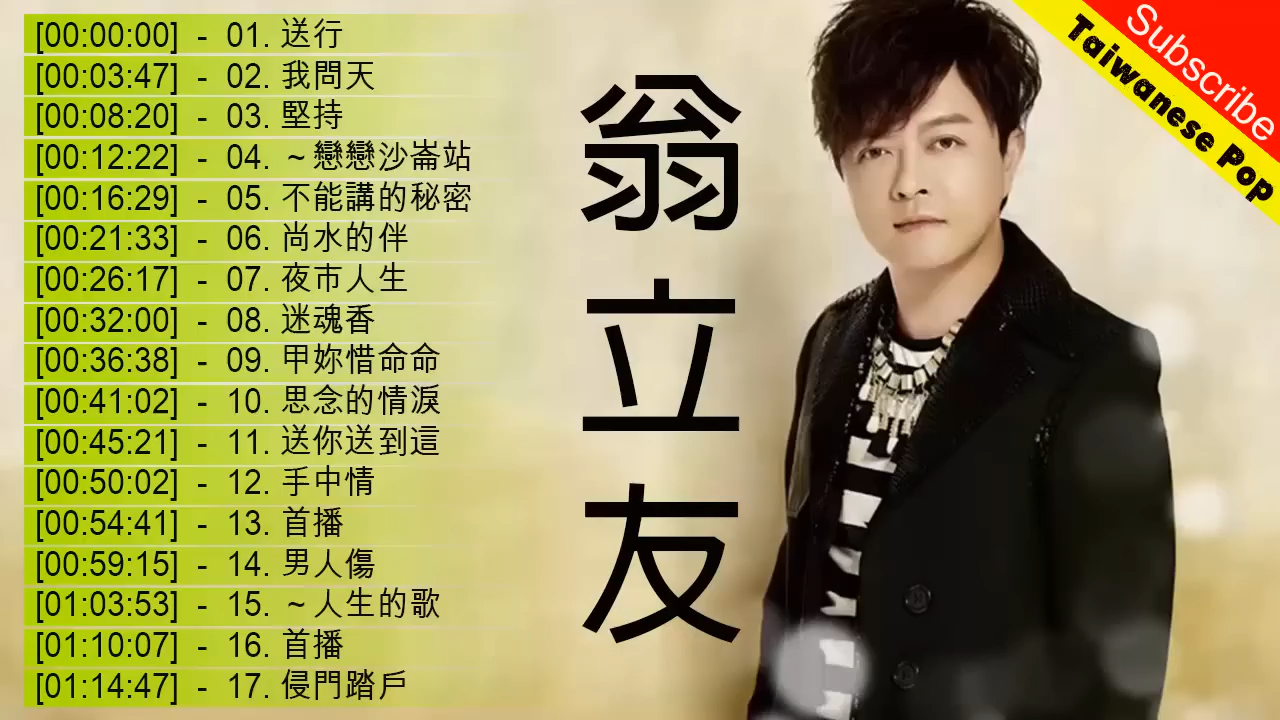 [00:00:00] - 01. 送行
[00:03:47] - 02. 我問天
[00:08:20] - 03. 堅持
[00:12:22] - 04. ~戀戀沙崙站
[00:16:29] - 05. 不能講的秘密
[00:21:33] - 06. 尚水的伴
[00:26:17] - 07. 夜市人生
[00:32:00] - 08. 迷魂香
[00:36:38] - 09. 甲妳惜命命
[00:41:02] - 10. 思念的情淚
[00:45:21] - 11. 送你送到這
[00:50:02] - 12. 手中情
[00:54:41] - 13. 首播
[00:59:15] - 14. 男人傷
[01:03:53] - 15. ~人生的歌
[01:10:07] - 16. 首播
[01:14:47] - 17. 侵門踏戶
翁立友
Subscribe
Taiwanese Pop